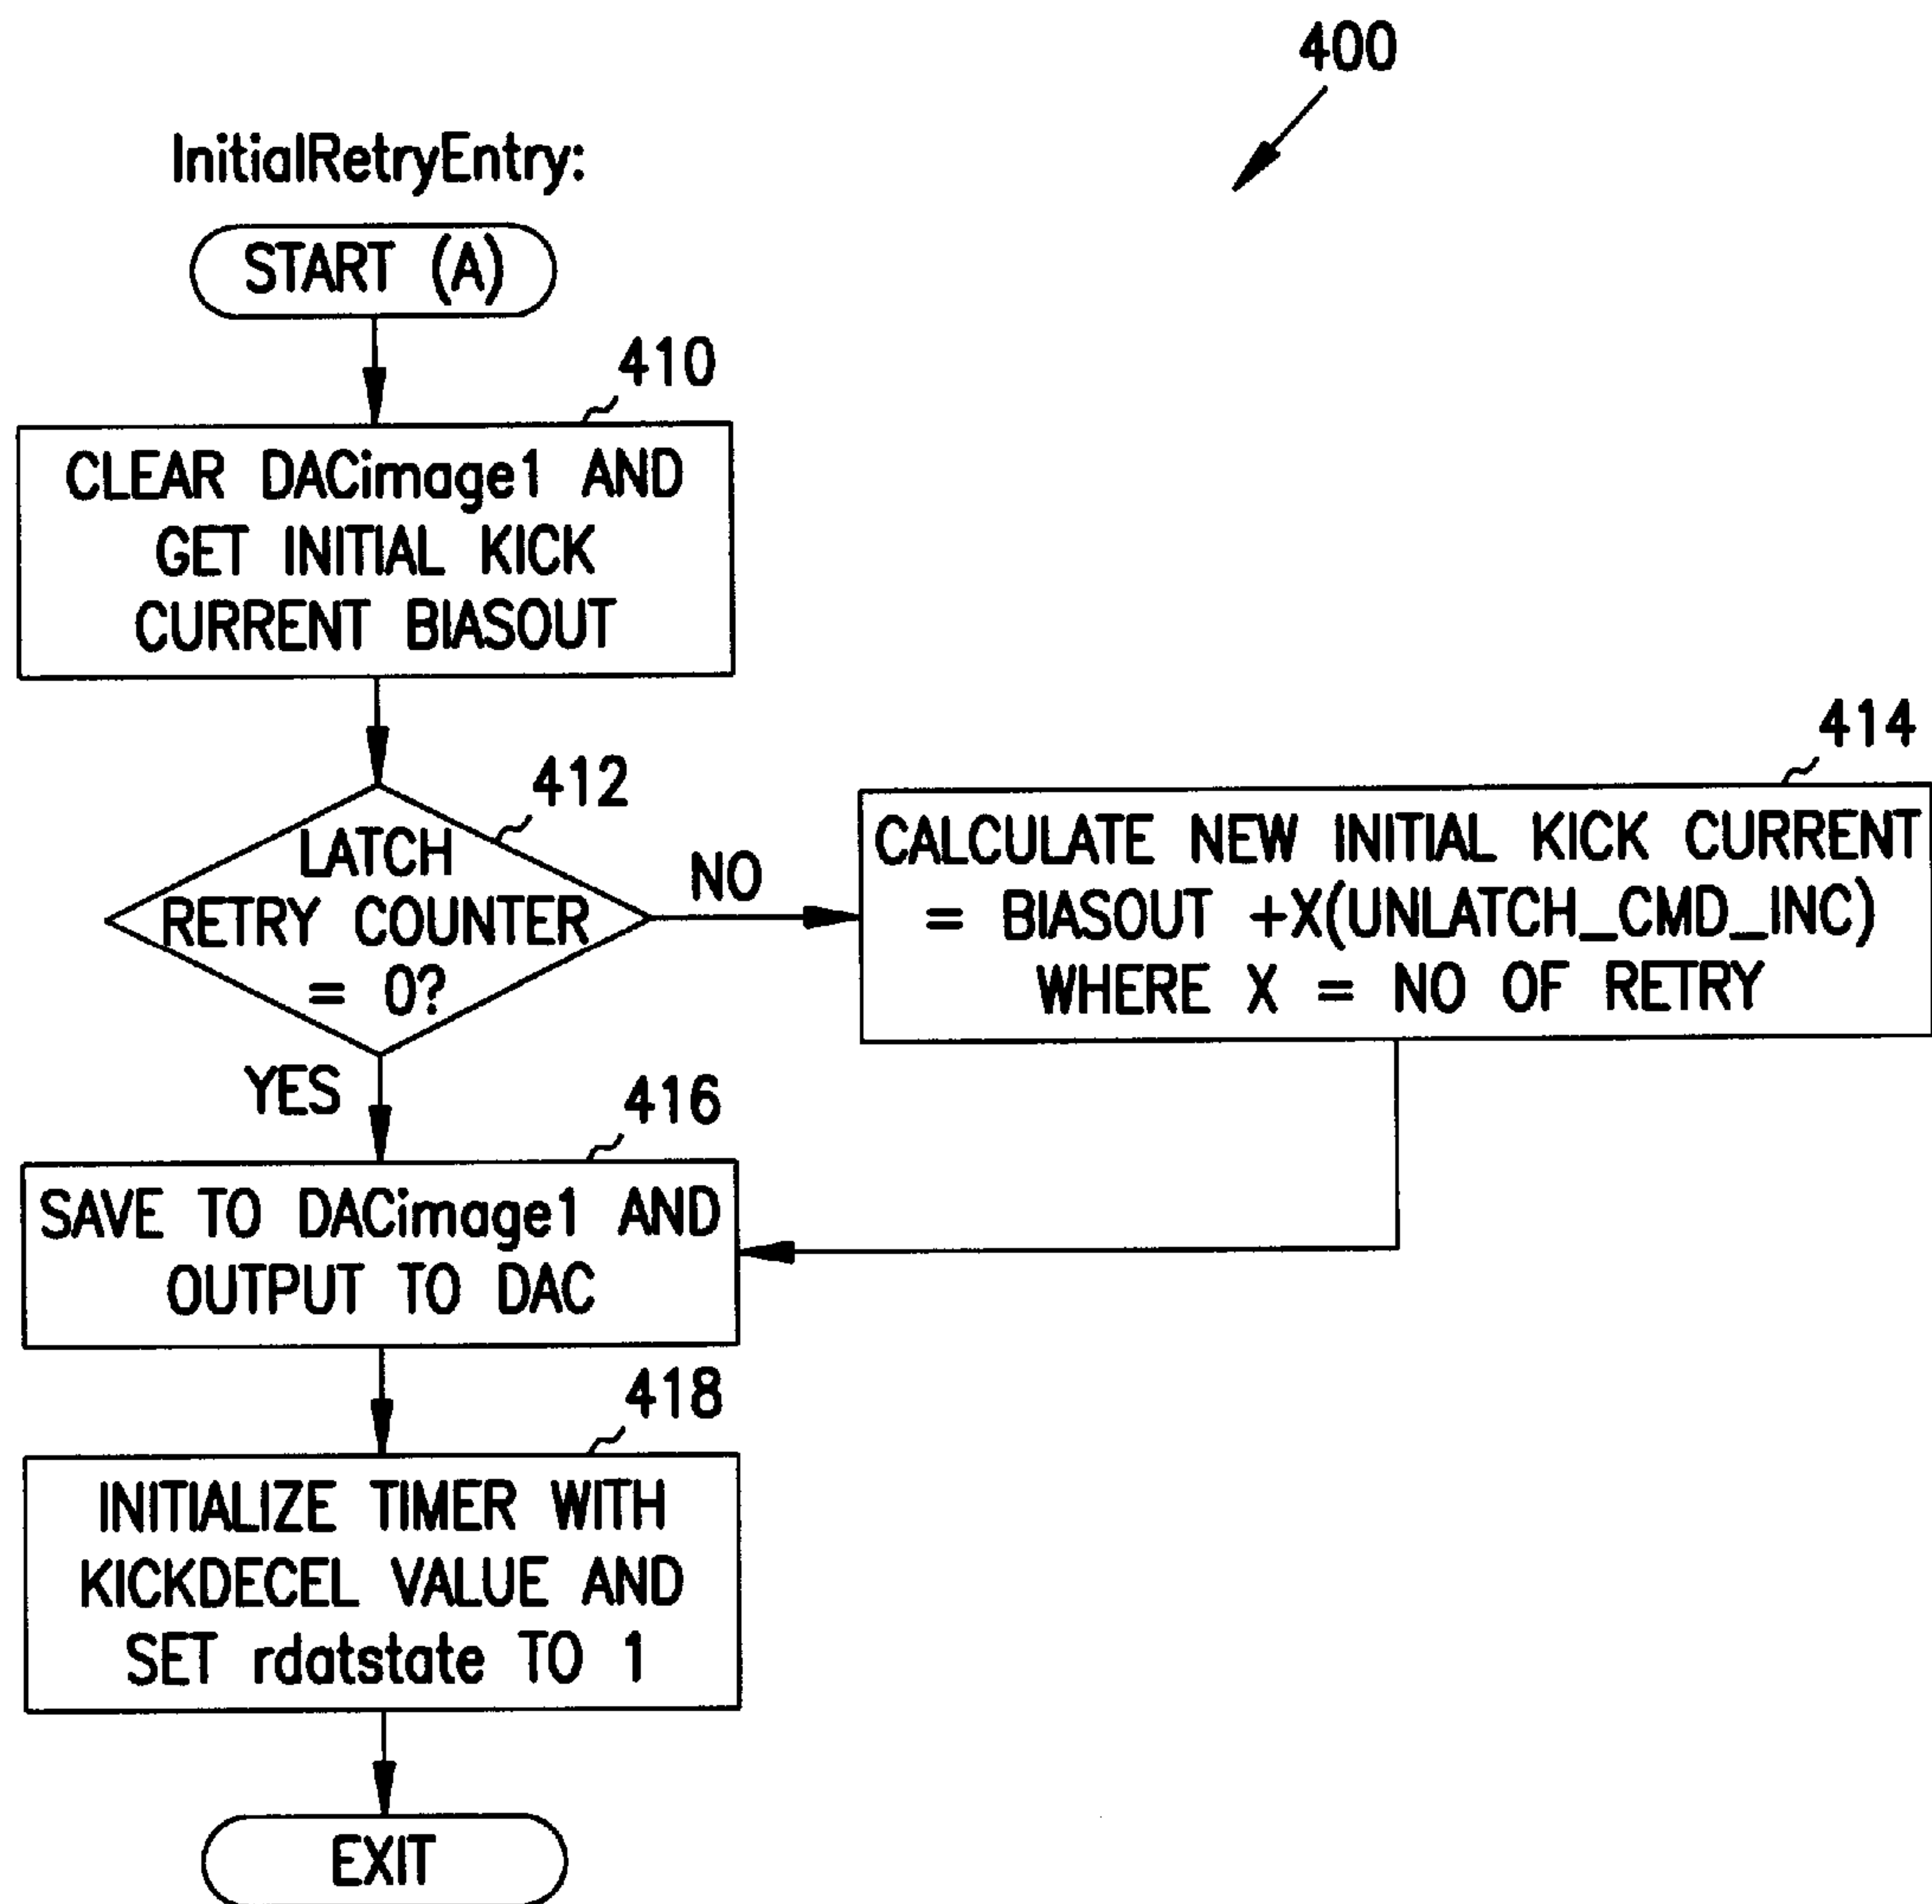 400
InitialRetryEntry:
START (A)
410
CLEAR DACimage1 AND
GET INITIAL KICK
CURRENT BIASOUT
412
LATCH
RETRY COUNTER
= 0?
NO
414
CALCULATE NEW INITIAL KICK CURRENT
= BIASOUT +X(UNLATCH_CMD_INC)
WHERE X = NO OF RETRY
YES
416
SAVE TO DACimage1 AND
OUTPUT TO DAC
418
INITIALIZE TIMER WITH
KICKDECEL VALUE AND
SET rdatstate TO 1
EXIT